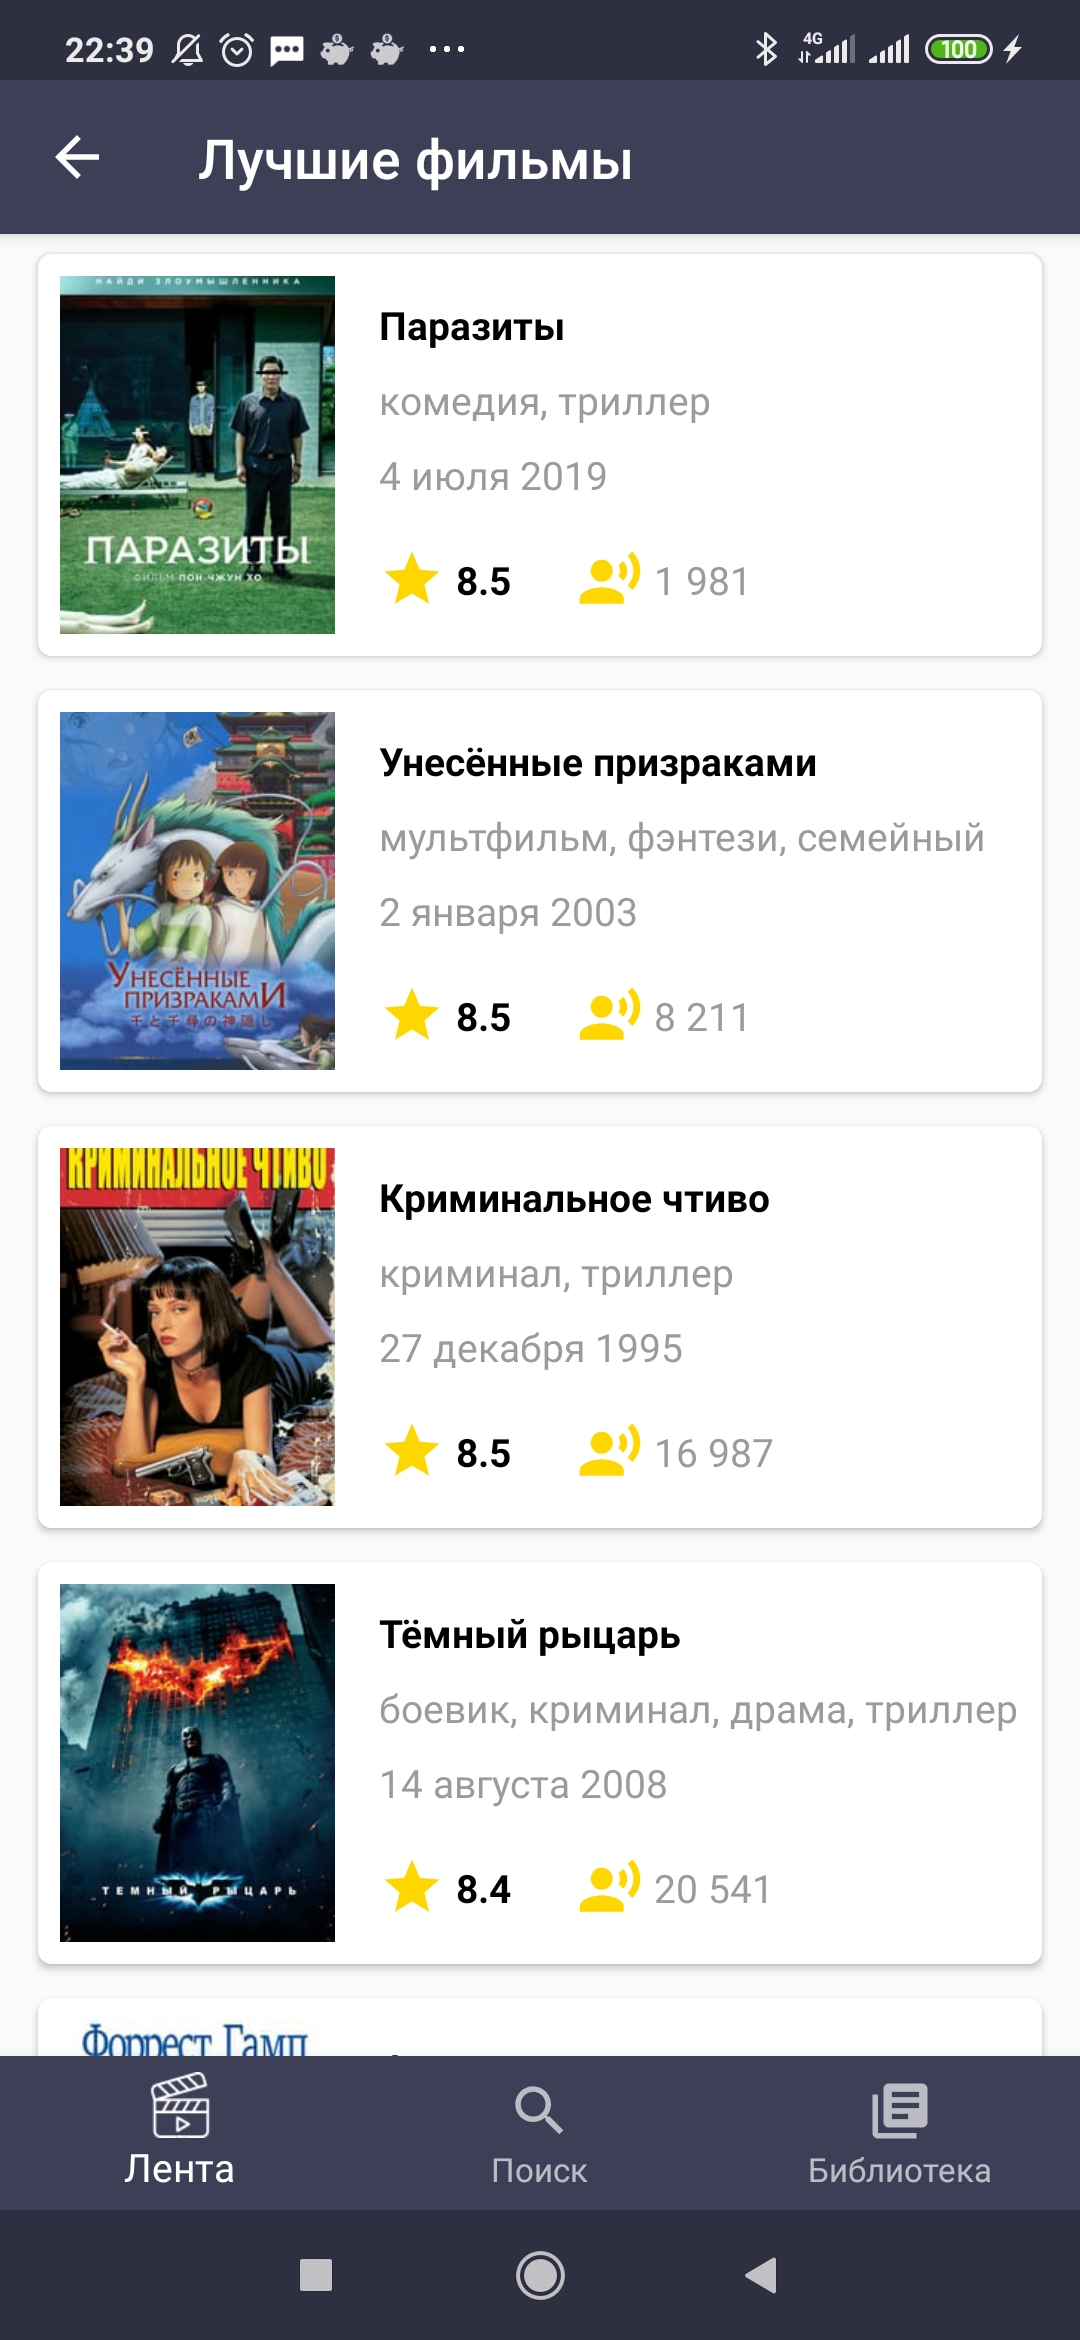 22:39
4G
100
Лучшие фильмы
НАЙДИ ЗЛОУМЫШЛЕННИКА
ПАРАЗИТЫ
ФИЛЬМ ПОН ЧЖУН ХО
Паразиты
комедия, триллер
4 июля 2019
8.5
1 981
УНЕСЁННЫЕ
ПРИЗРАКАМИ
千と千尋の神隠し
Унесённые призраками
мультфильм, фэнтези, семейный
2 января 2003
8.5
8 211
КРИМИНАЛЬНОЕ ЧТИВО
Криминальное чтиво
криминал, триллер
27 декабря 1995
8.5
16 987
ТЕМНЫЙ РЫЦАРЬ
Тёмный рыцарь
боевик, криминал, драма, триллер
14 августа 2008
8.4
20 541
Форрест Гамп
Лента
Поиск
Библиотека